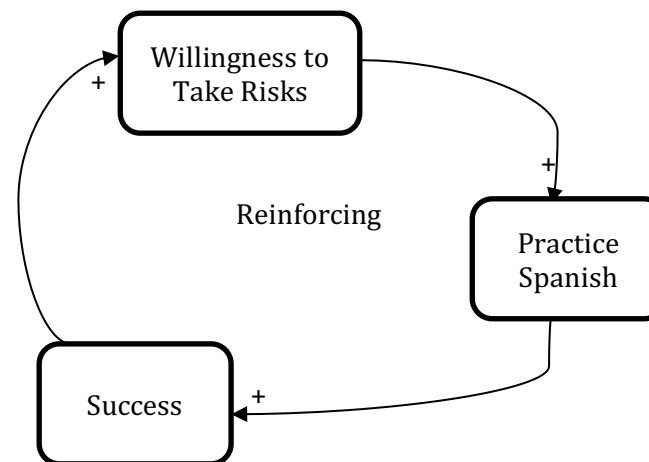 Willingness to
Take Risks
+
+
Reinforcing
Practice
Spanish
Success
+